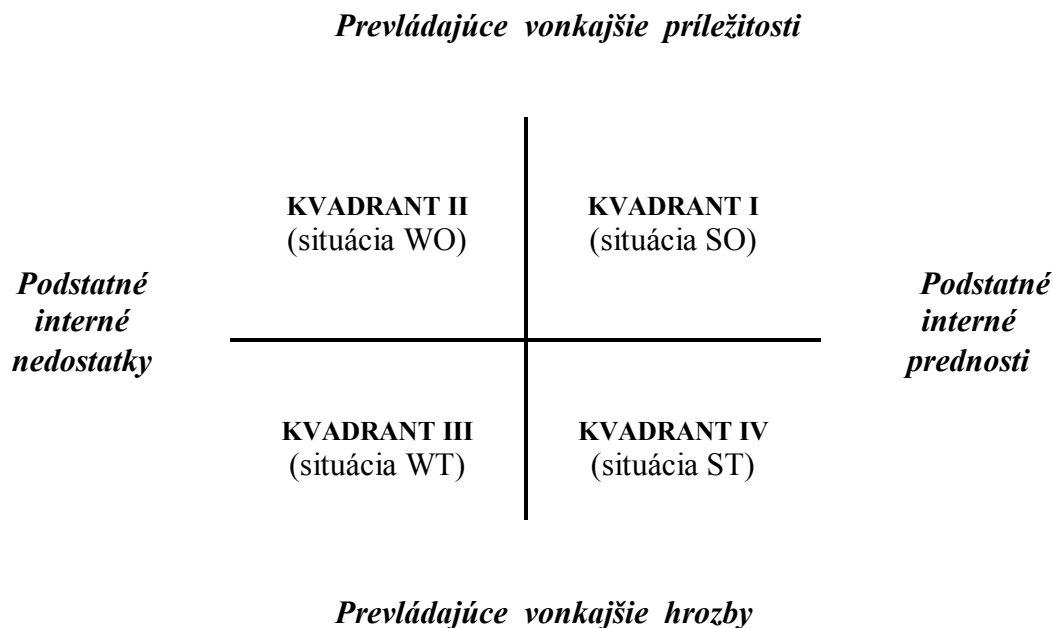 Prevládajúce vonkajšie príležitosti
KVADRANT II
(situácia WO)
KVADRANT I
(situácia SO)
Podstatné
interné
nedostatky
Podstatné
interné
prednosti
KVADRANT III
(situácia WT)
KVADRANT IV
(situácia ST)
Prevládajúce vonkajšie hrozby